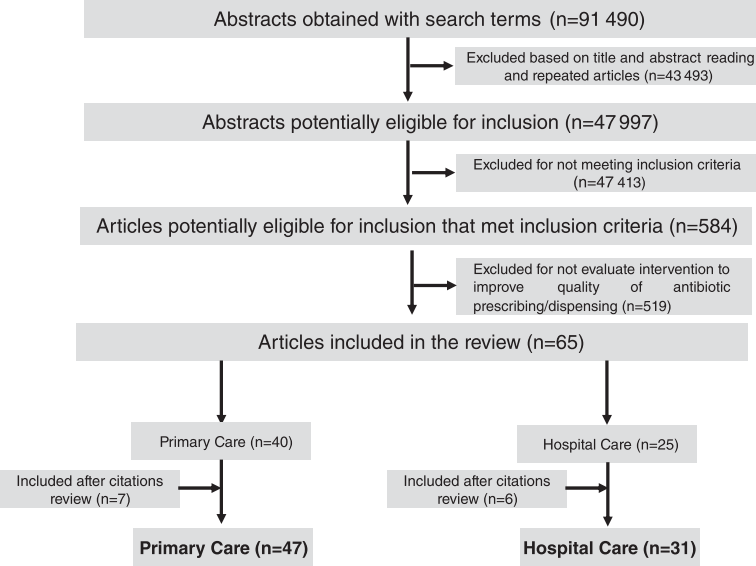 Abstracts obtained with search terms (n=91 490)
Excluded based on title and abstract reading
and repeated articles (n=43 493)
Abstracts potentially eligible for inclusion (n=47 997)
Excluded for not meeting inclusion criteria
(n=47 413)
Articles potentially eligible for inclusion that met inclusion criteria (n=584)
Excluded for not evaluate intervention to
improve quality of antibiotic
prescribing/dispensing (n=519)
Articles included in the review (n=65)
Primary Care (n=40)
Hospital Care (n=25)
Included after citations
review (n=7)
Included after citations
review (n=6)
Primary Care (n=47)
Hospital Care (n=31)